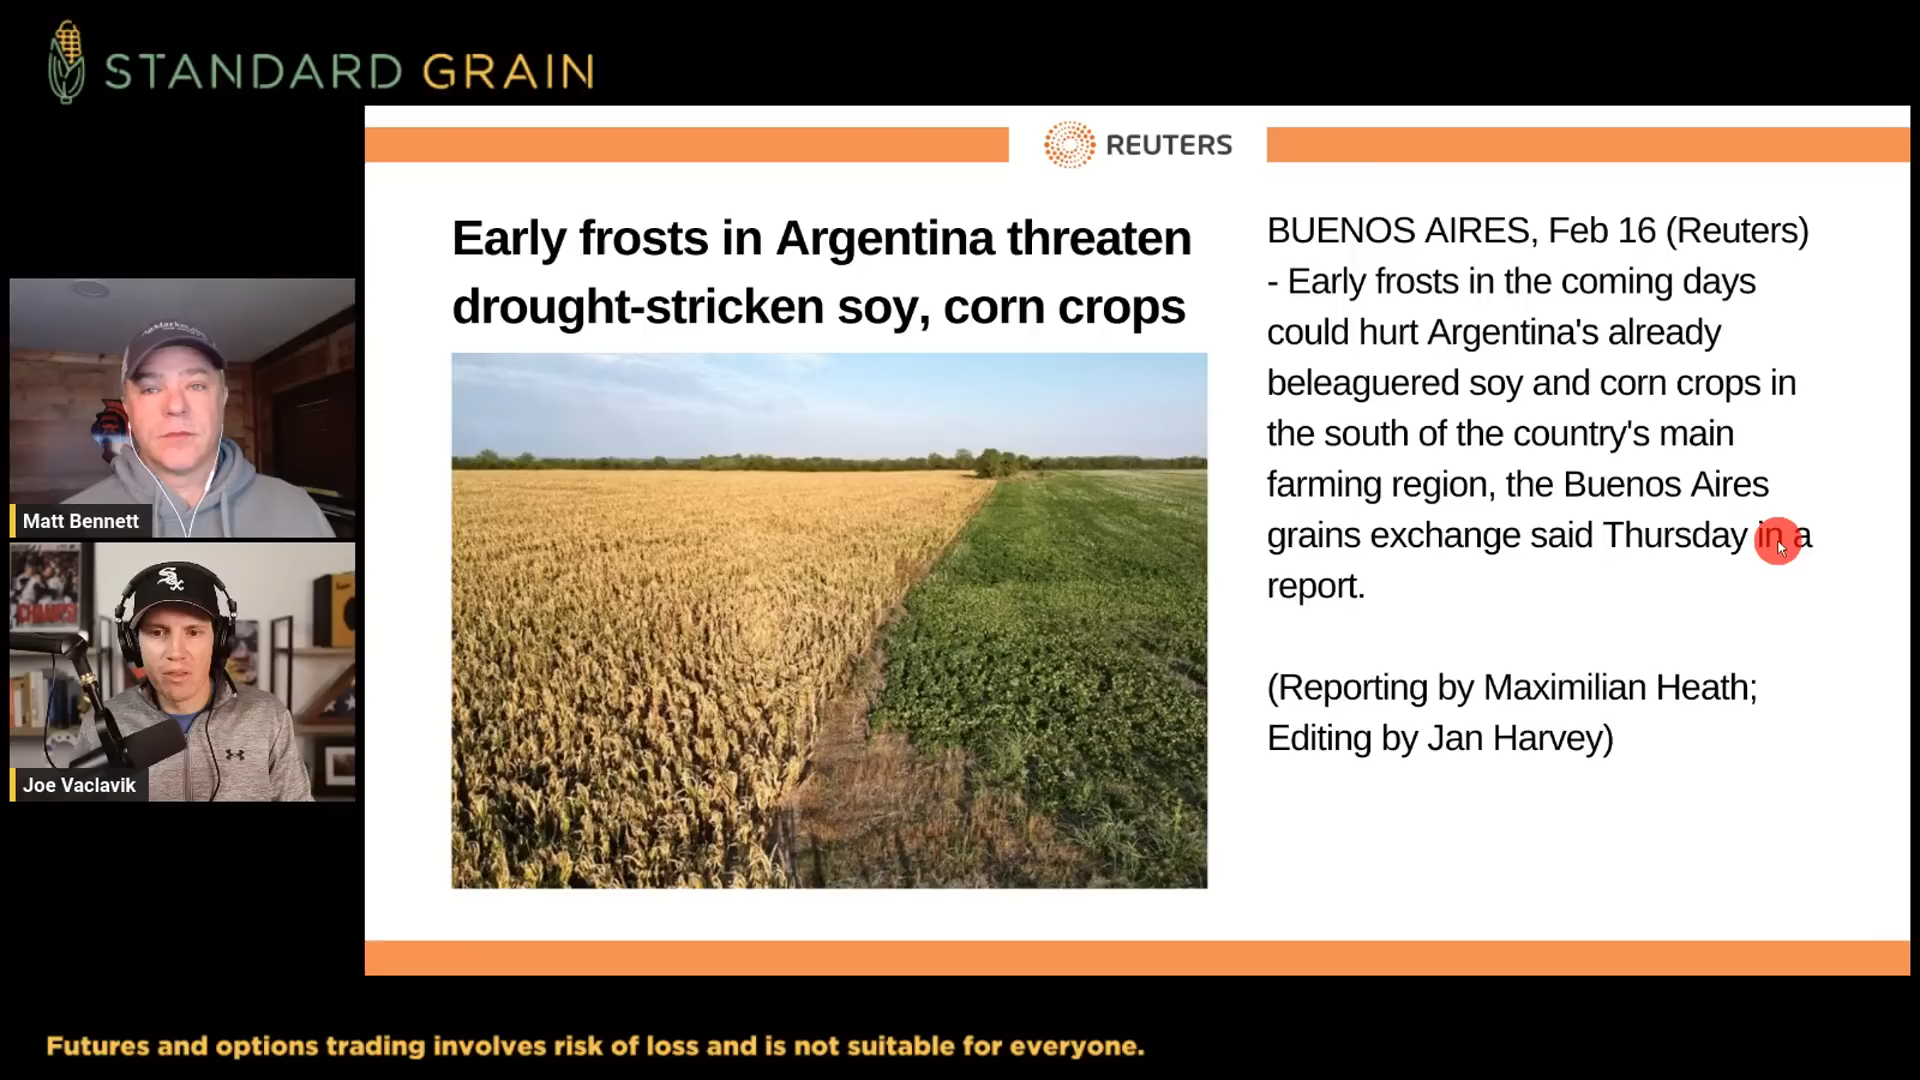 STANDARD GRAIN
REUTERS
Early frosts in Argentina threaten
drought-stricken soy, corn crops
BUENOS AIRES, Feb 16 (Reuters)
- Early frosts in the coming days
could hurt Argentina's already
beleaguered soy and corn crops in
the south of the country's main
farming region, the Buenos Aires
grains exchange said Thursday in a
report.
(Reporting by Maximilian Heath;
Editing by Jan Harvey)
Matt Bennett
Sox
Joe Vaclavik
Futures and options trading involves risk of loss and is not suitable for everyone.